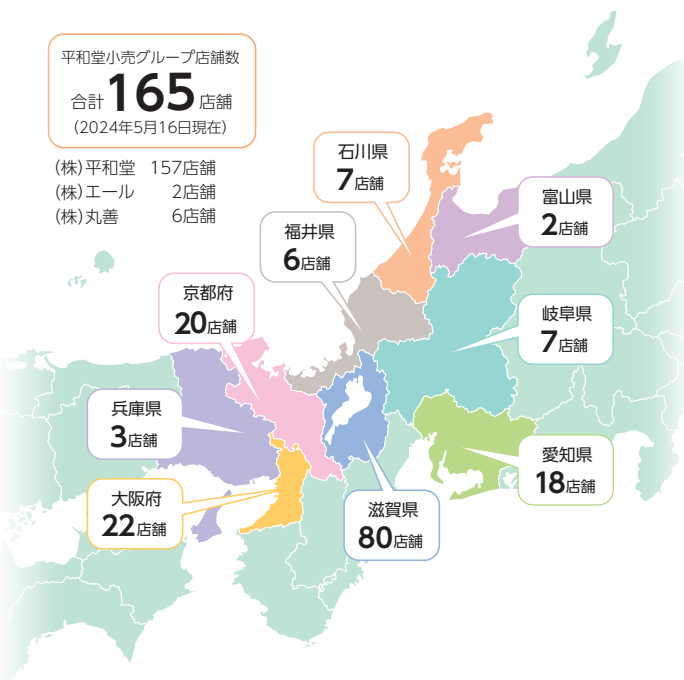 平和堂小売グループ店舗数
合計165店舗
(2024年5月16日現在)
(株)平和堂 157店舗
(株)エール 2店舗
(株)丸善 6店舗
石川県
7店舗
富山県
2店舗
福井県
6店舗
京都府
20店舗
岐阜県
7店舗
兵庫県
3店舗
愛知県
18店舗
大阪府
22店舗
滋賀県
80店舗